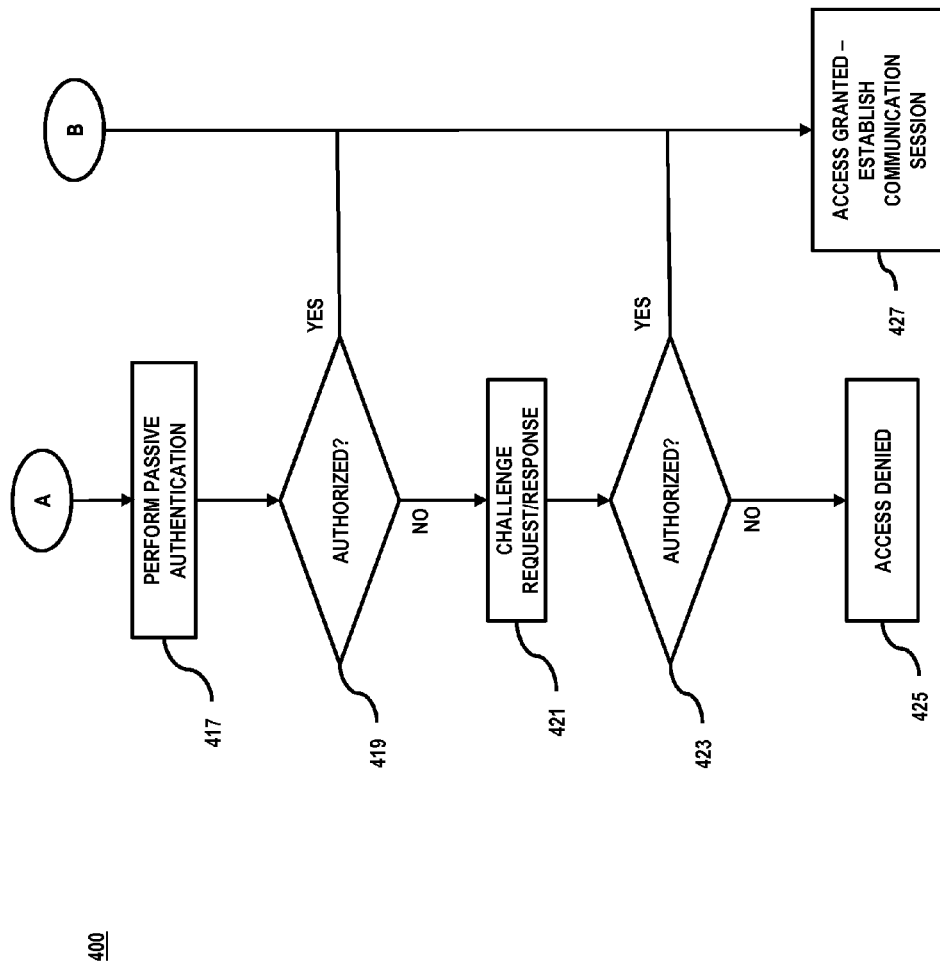 400
A
B
PERFORM PASSIVE
AUTHENTICATION
417
AUTHORIZED?
YES
419
NO
CHALLENGE
REQUEST/RESPONSE
421
AUTHORIZED?
YES
423
NO
ACCESS DENIED
425
ACCESS GRANTED –
ESTABLISH
COMMUNICATION
SESSION
427